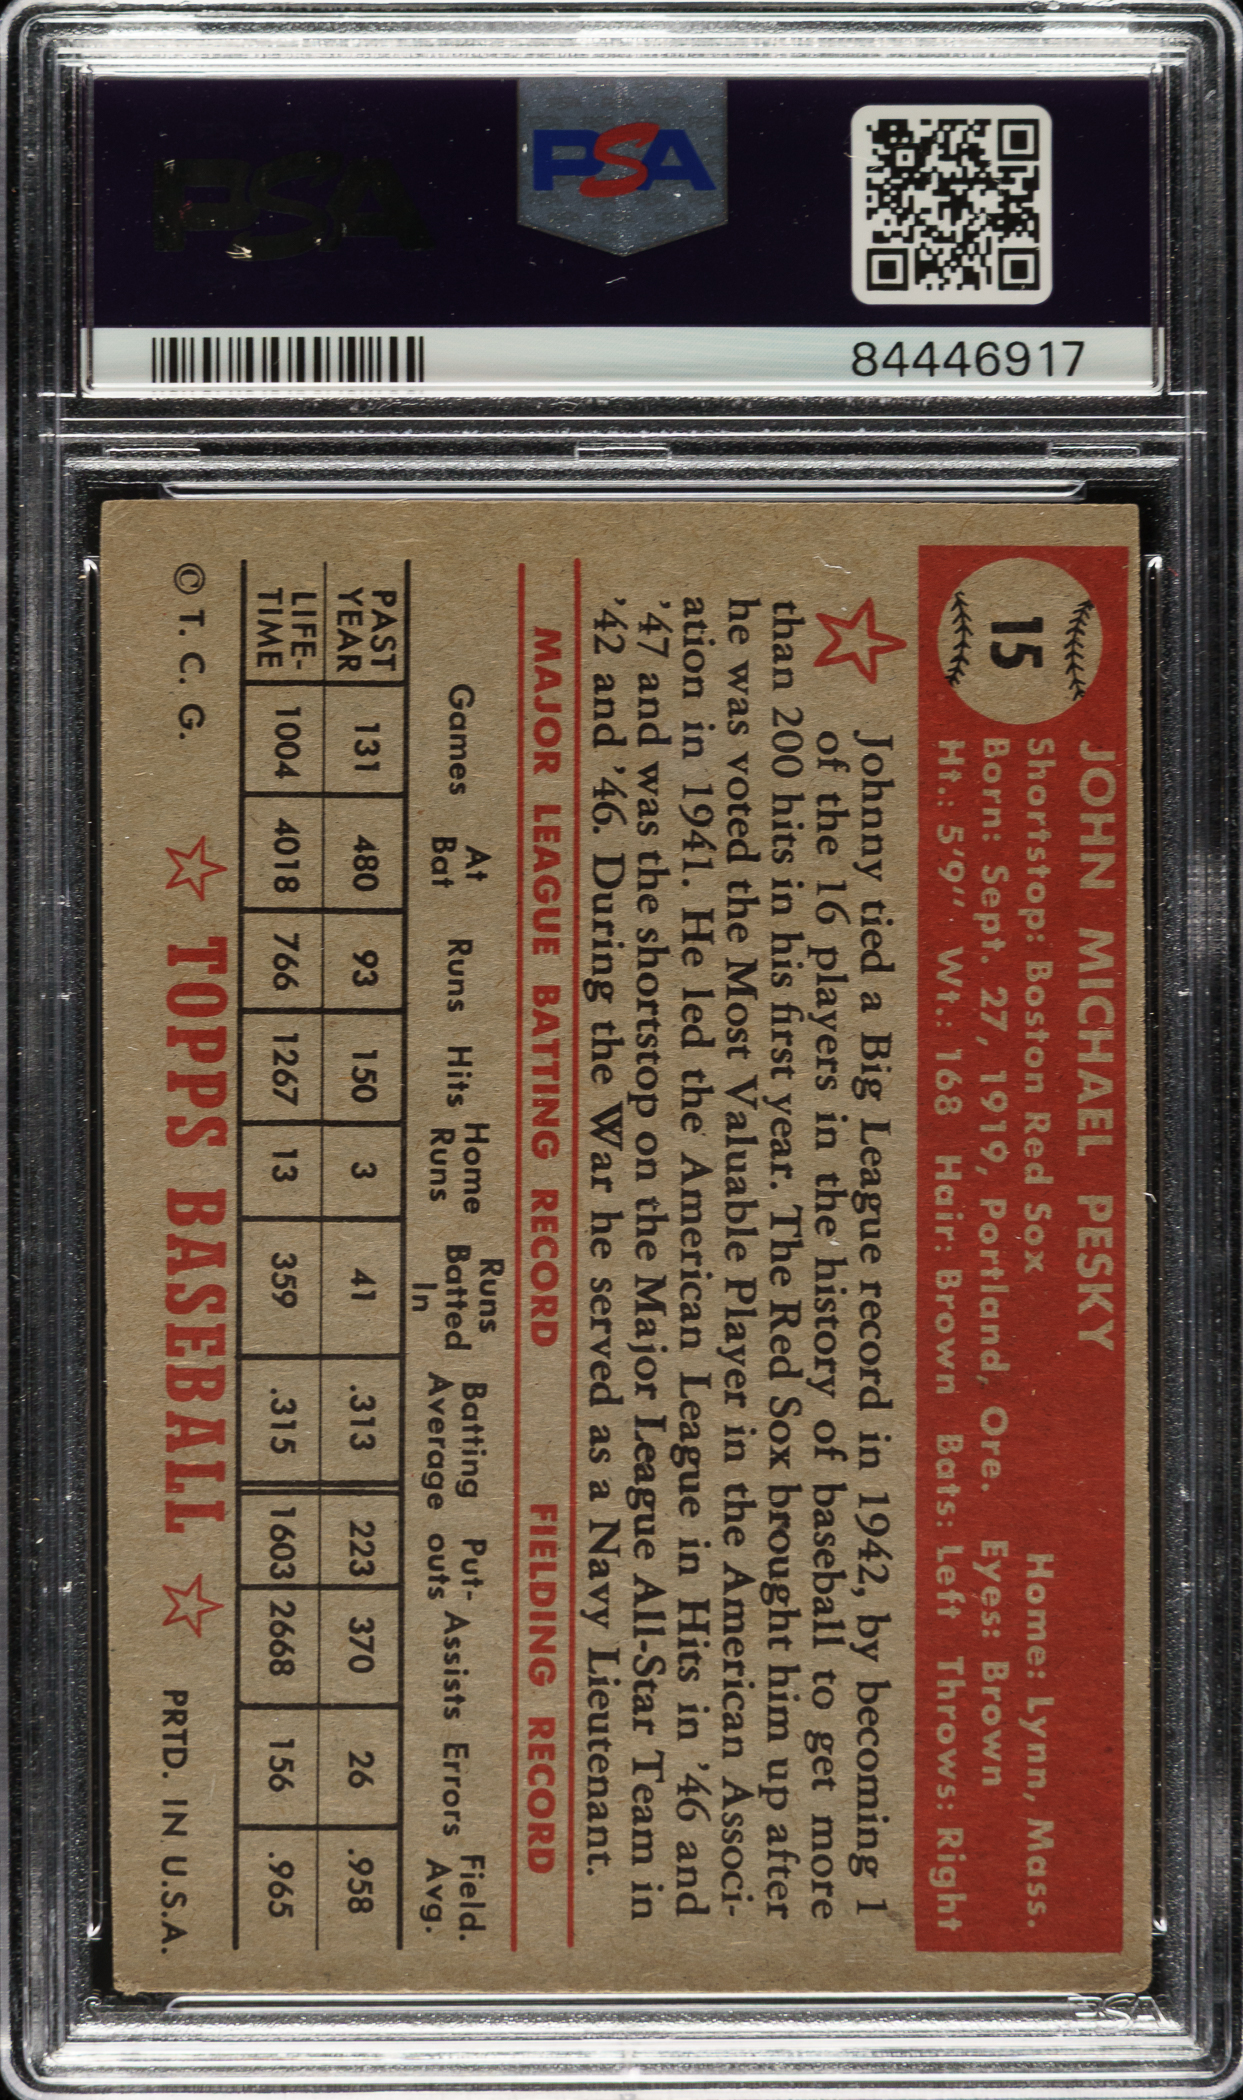 PSA
PSA
84446917
15
JOHN MICHAEL PESKY
Shortstop: Boston Red Sox Home: Lynn, Mass.
Born: Sept. 27, 1919, Portland, Ore. Eyes: Brown
Ht.: 5'9" Wt.: 168 Hair: Brown Bats: Left Throws: Right
Johnny tied a Big League record in 1942, by becoming 1
of the 16 players in the history of baseball to get more
than 200 hits in his first year. The Red Sox brought him up after
he was voted the Most Valuable Player in the American Associ-
ation in 1941. He led the American League in Hits in '46 and
'47 and was the shortstop on the Major League All-Star Team in
'42 and '46. During the War he served as a Navy Lieutenant.
MAJOR LEAGUE BATTING RECORD FIELDING RECORD
Games At Bat Runs Hits Home Runs Runs Batted In Batting Average Put-outs Assists Errors Field. Avg.
PAST YEAR 131 480 93 150 3 41 .313 223 370 26 .958
LIFE-TIME 1004 4018 766 1267 13 359 .315 1603 2668 156 .965
© T. C. G. TOPPS BASEBALL PRTD. IN U.S.A.
PSA